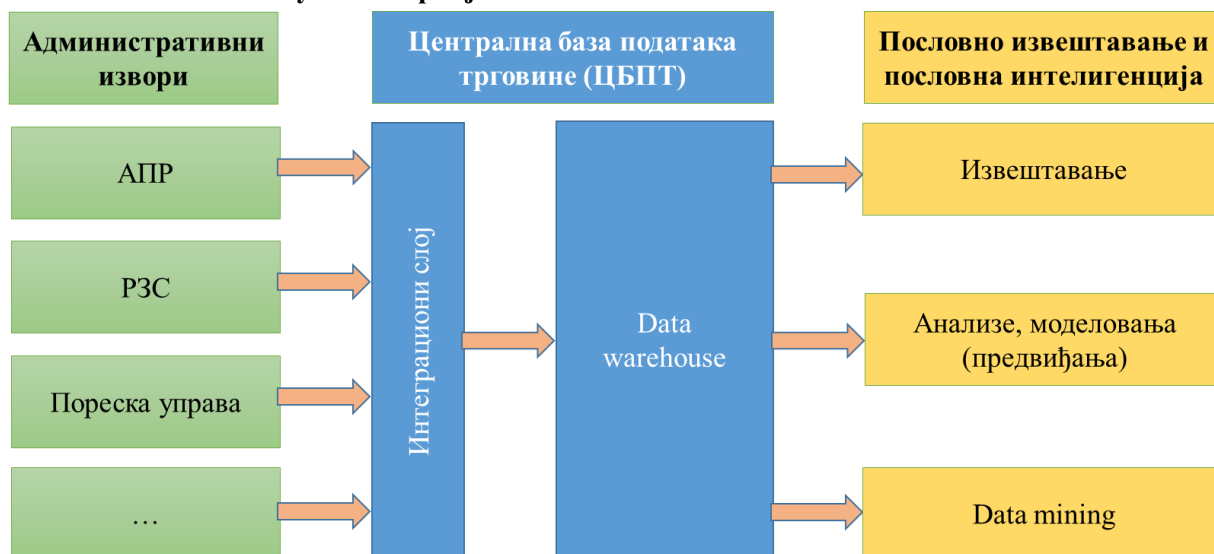 Административни
извори
Централна база података
трговине (ЦБПТ)
Пословно извештавање и
пословна интелигенција
АПР
РЗС
Пореска управа
...
Интеграциони слој
Data
warehouse
Извештавање
Анализе, моделовања
(предвиђања)
Data mining